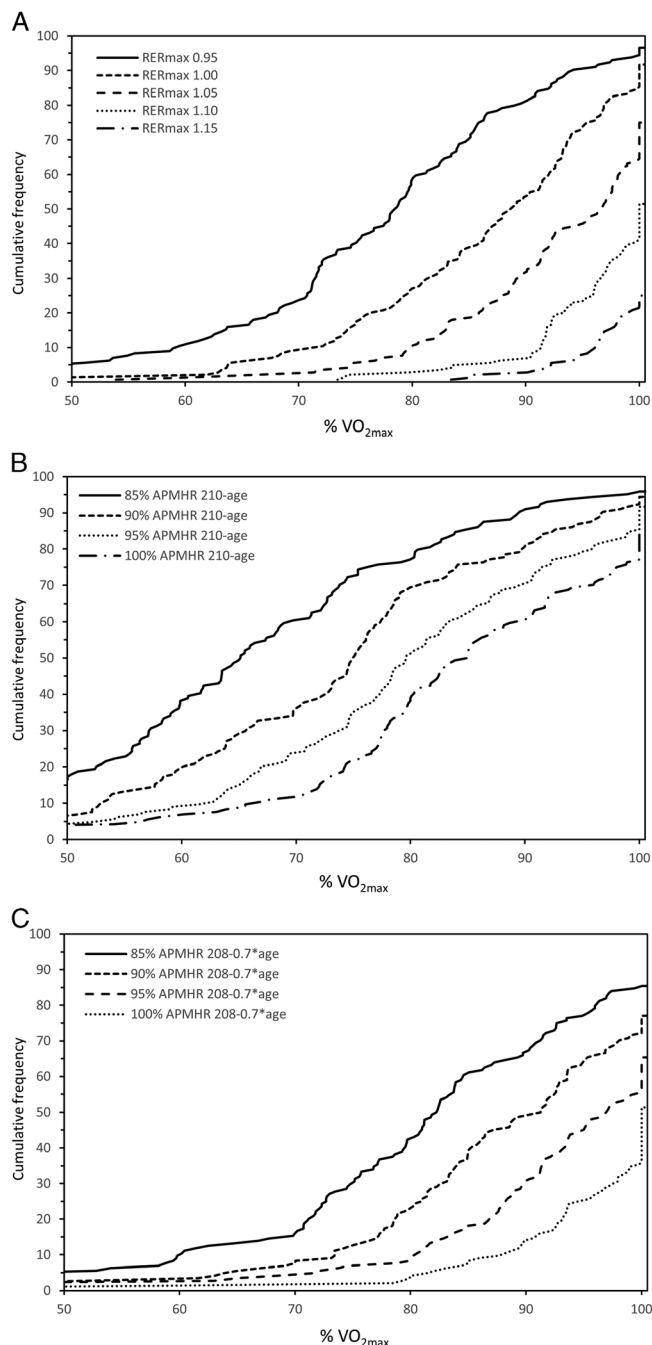 A
100
90
80
70
60
50
40
30
20
10
0
Cumulative frequency
RERmax 0.95
RERmax 1.00
RERmax 1.05
RERmax 1.10
RERmax 1.15
50 60 70 80 90 100
% VO2max
B
100
90
80
70
60
50
40
30
20
10
0
Cumulative frequency
85% APMHR 210-age
90% APMHR 210-age
95% APMHR 210-age
100% APMHR 210-age
50 60 70 80 90 100
% VO2max
C
100
90
80
70
60
50
40
30
20
10
0
Cumulative frequency
85% APMHR 208-0.7*age
90% APMHR 208-0.7*age
95% APMHR 208-0.7*age
100% APMHR 208-0.7*age
50 60 70 80 90 100
% VO2max